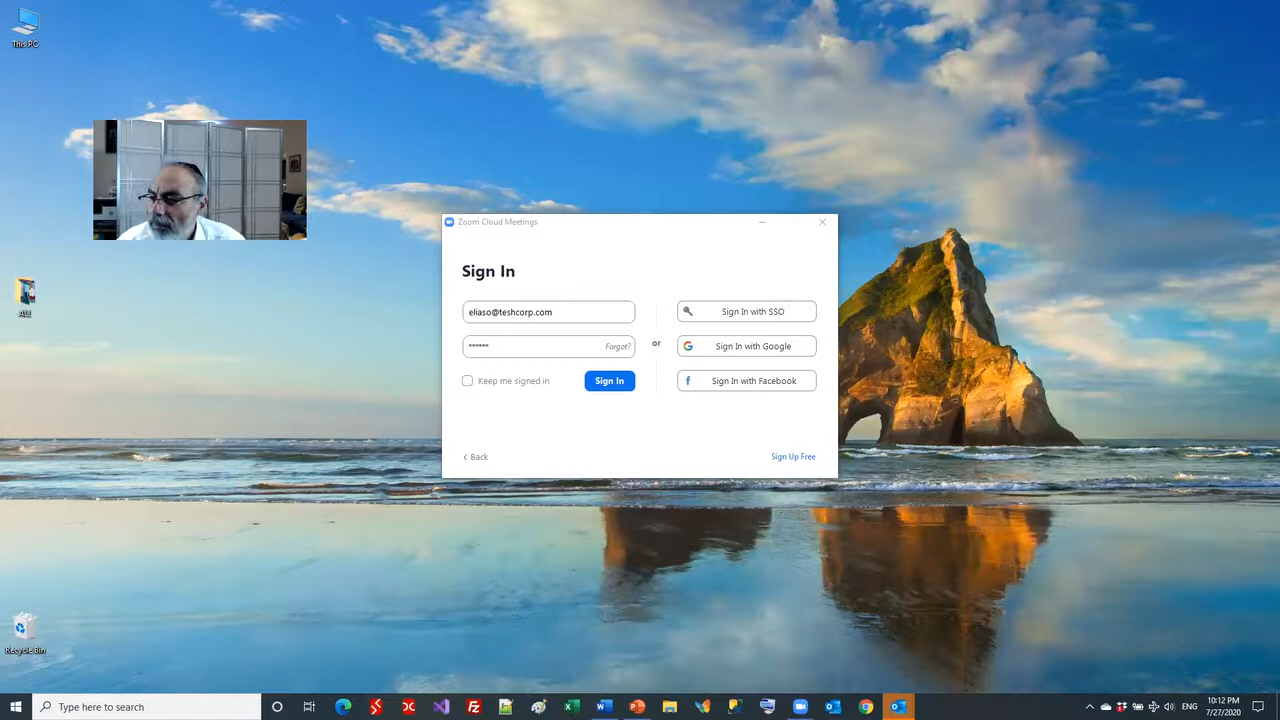 This PC
Zoom Cloud Meetings
Sign In
eliaso@teshcorp.com
Sign In with SSO
****** Forgot?
or
Sign In with Google
Keep me signed in
Sign In
Sign In with Facebook
Back
Sign Up Free
ALL
Recycle Bin
Type here to search
ENG
10:12 PM
7/27/2020